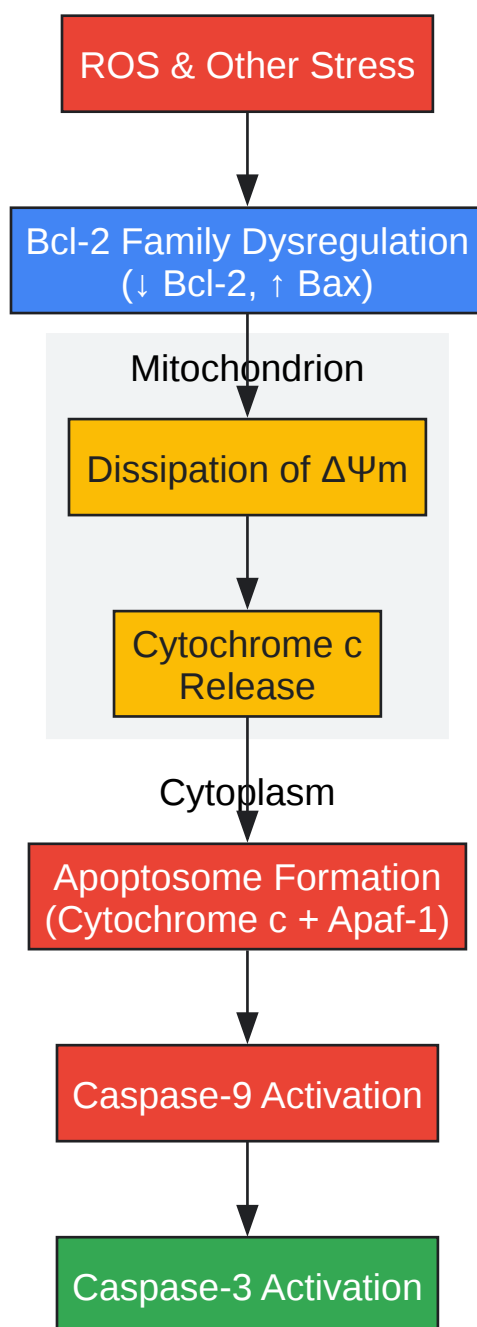 ROS & Other Stress
Bcl-2 Family Dysregulation
(↓ Bcl-2, ↑ Bax)
Mitochondrion
Dissipation of ΔΨm
Cytochrome c
Release
Cytoplasm
Apoptosome Formation
(Cytochrome c + Apaf-1)
Caspase-9 Activation
Caspase-3 Activation